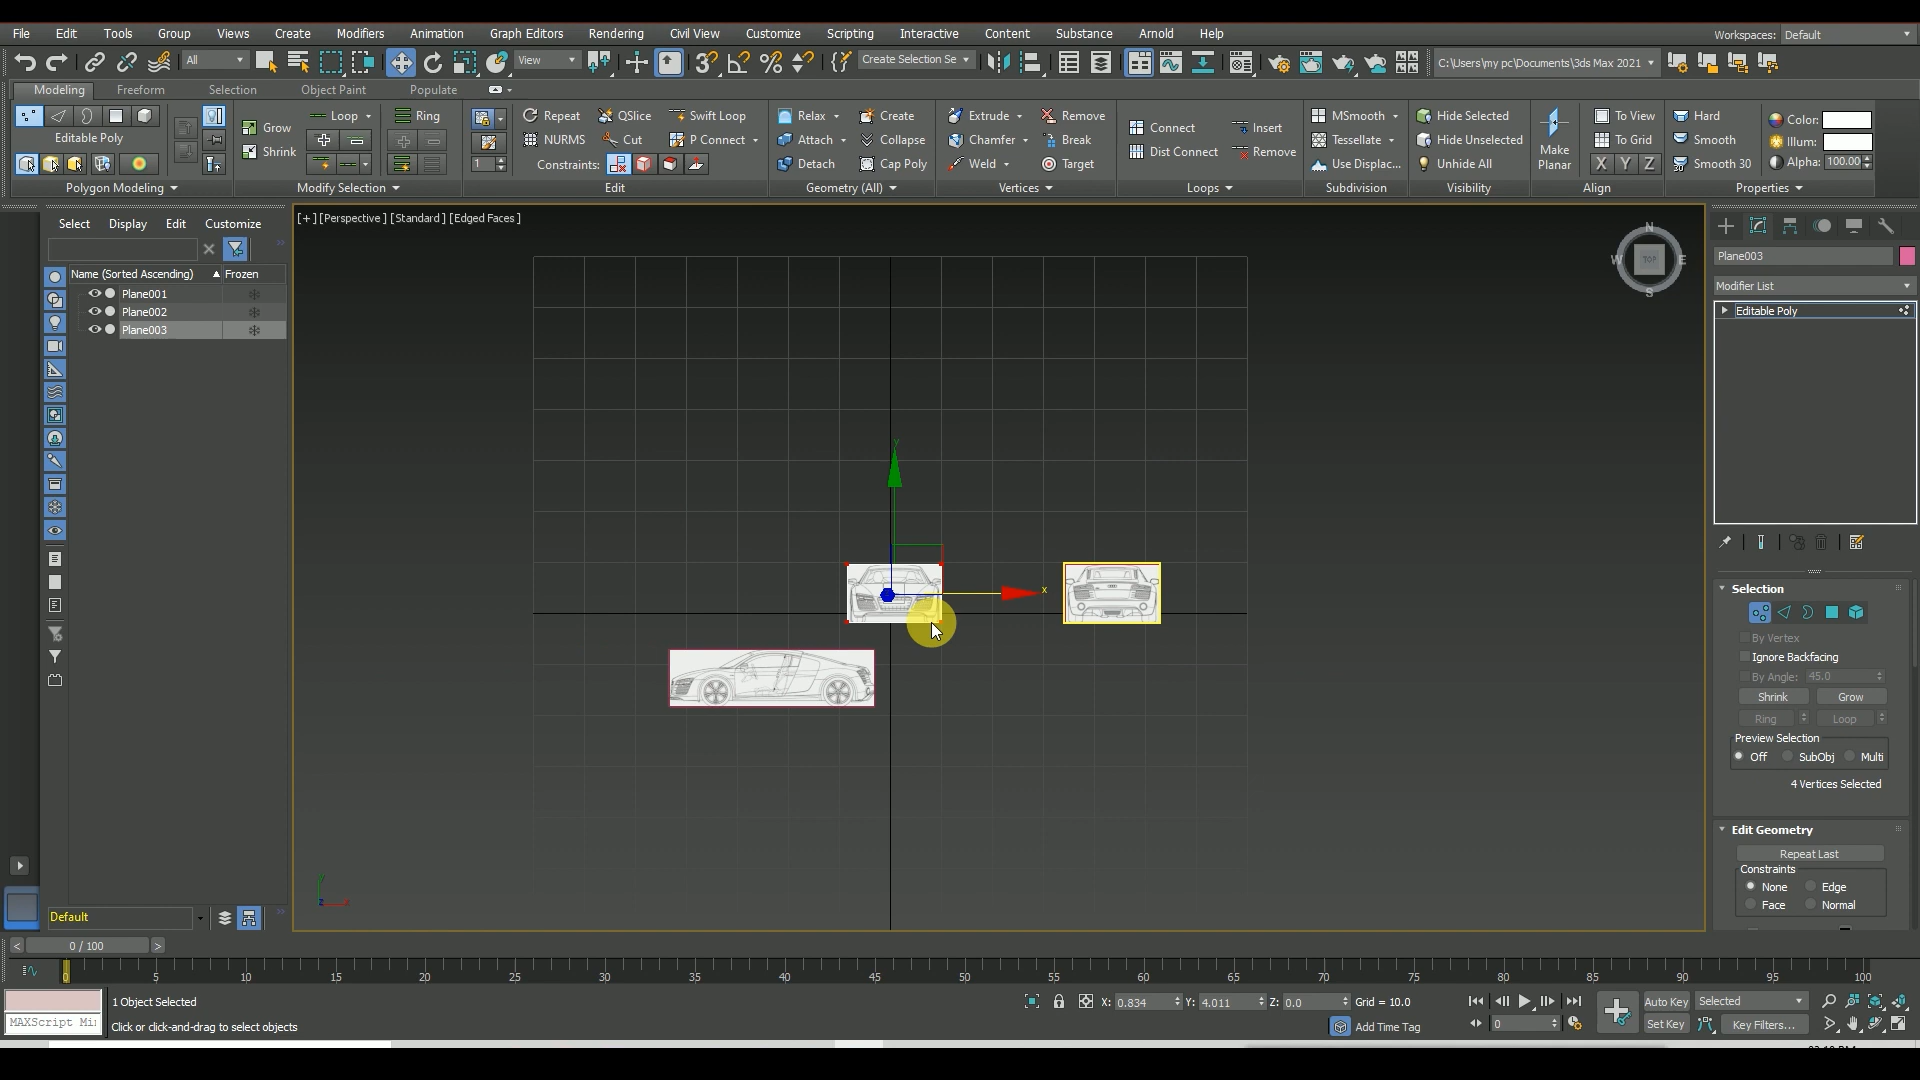 File Edit Tools Group Views Create Modifiers Animation Graph Editors Rendering Civil View Customize Scripting Interactive Content Substance Arnold Help Workspaces: Default
All View Create Selection Se C:\Users\my pc\Documents\3ds Max 2021
Modeling Freeform Selection Object Paint Populate
Loop Ring Repeat QSlice Swift Loop Relax Create Extrude Remove MSmooth Hide Selected To View Hard Color:
Polygon Modeling Grow Connect Insert
NURMS Cut P Connect Attach Collapse Chamfer Break Tessellate Hide Unselected Make Planar To Grid Smooth Illum:
Shrink Dist Connect Remove
1 Constraints: Detach Cap Poly Weld Target Use Displac... Unhide All X Y Z Smooth 30 Alpha: 100.00
Polygon Modeling Modify Selection Edit Geometry (All) Vertices Loops Subdivision Visibility Align Properties
Select Display Edit Customize
[+] [Perspective] [Standard] [Edged Faces]
Name (Sorted Ascending) Frozen
Plane001
Plane002
Plane003
N
W TOP E
S
Plane003
Modifier List
Editable Poly
y
x
Selection
By Vertex
Ignore Backfacing
By Angle: 45.0
Shrink Grow
Ring Loop
Preview Selection
Off SubObj Multi
4 Vertices Selected
Edit Geometry
Repeat Last
Constraints
None Edge
Face Normal
Default
< 0 / 100 >
0 5 10 15 20 25 30 35 40 45 50 55 60 65 70 75 80 85 90 95 100
1 Object Selected X: 0.834 Y: 4.011 Z: 0.0 Grid = 10.0 Auto Key Selected
MAXScript Mi Click or click-and-drag to select objects Add Time Tag 0 Set Key Key Filters...